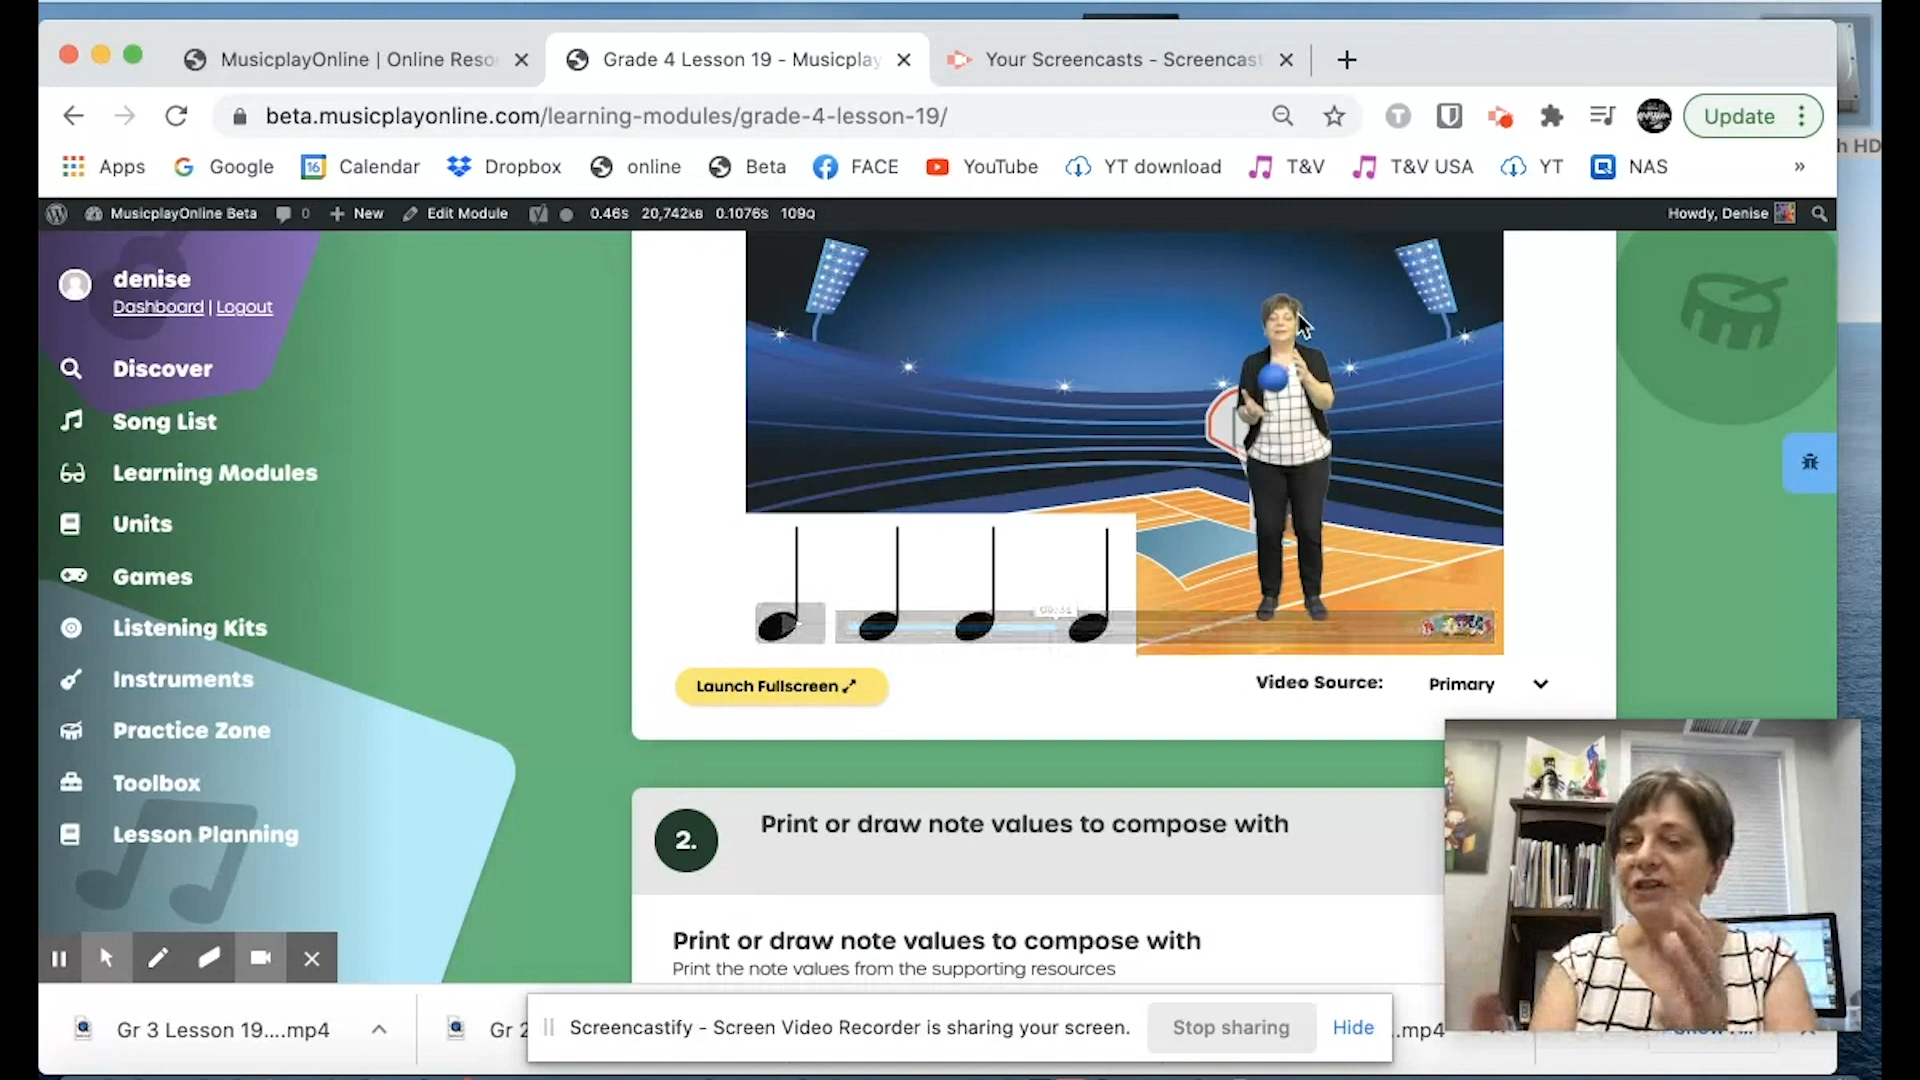 MusicplayOnline | Online Reso
Grade 4 Lesson 19 - Musicplay
Your Screencasts - Screencast
beta.musicplayonline.com/learning-modules/grade-4-lesson-19/
T
Update
h HD
Apps
Google
16
Calendar
Dropbox
online
Beta
FACE
YouTube
YT download
T&V
T&V USA
YT
NAS
»
MusicplayOnline Beta
0
New
Edit Module
0.46s 20,742KB 0.1076s 109Q
Howdy, Denise
denise
Dashboard | Logout
Discover
Song List
Learning Modules
Units
Games
Listening Kits
Instruments
Practice Zone
Toolbox
Lesson Planning
Launch Fullscreen
Video Source:
Primary
2.
Print or draw note values to compose with
Print or draw note values to compose with
Print the note values from the supporting resources
Gr 3 Lesson 19....mp4
Gr 2
Screencastify - Screen Video Recorder is sharing your screen.
Stop sharing
Hide
.mp4